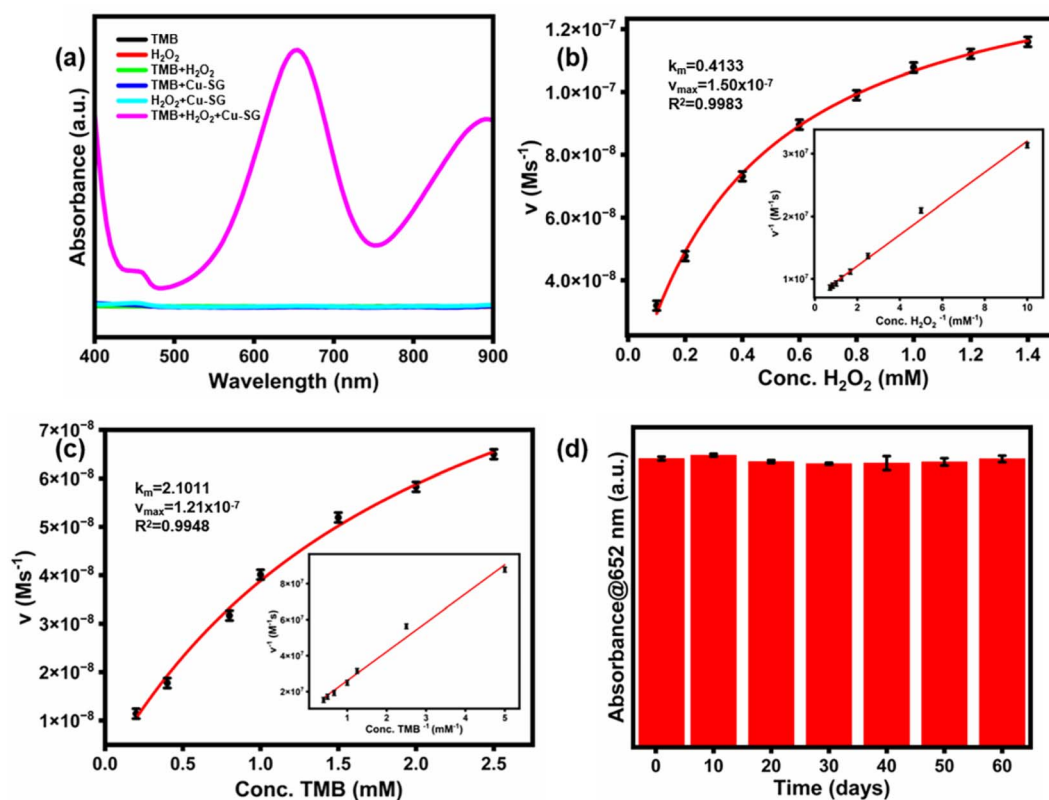 (a)
TMB
H₂O₂
TMB+H₂O₂
TMB+Cu-SG
H₂O₂+Cu-SG
TMB+H₂O₂+Cu-SG
Absorbance (a.u.)
400 500 600 700 800 900
Wavelength (nm)
(b)
kₘ=0.4133
vₘₐₓ=1.50x10⁻⁷
R²=0.9983
v (Ms⁻¹)
1.2×10⁻⁷
1.0×10⁻⁷
8.0×10⁻⁸
6.0×10⁻⁸
4.0×10⁻⁸
0.0 0.2 0.4 0.6 0.8 1.0 1.2 1.4
Conc. H₂O₂ (mM)
v⁻¹ (M⁻¹s)
3×10⁷
2×10⁷
1×10⁷
0 2 4 6 8 10
Conc. H₂O₂ ⁻¹ (mM⁻¹)
(c)
kₘ=2.1011
vₘₐₓ=1.21x10⁻⁷
R²=0.9948
v (Ms⁻¹)
7×10⁻⁸
6×10⁻⁸
5×10⁻⁸
4×10⁻⁸
3×10⁻⁸
2×10⁻⁸
1×10⁻⁸
0.0 0.5 1.0 1.5 2.0 2.5
Conc. TMB (mM)
v⁻¹ (M⁻¹s)
8×10⁷
6×10⁷
4×10⁷
2×10⁷
1 2 3 4 5
Conc. TMB ⁻¹ (mM⁻¹)
(d)
Absorbance@652 nm (a.u.)
0 10 20 30 40 50 60
Time (days)